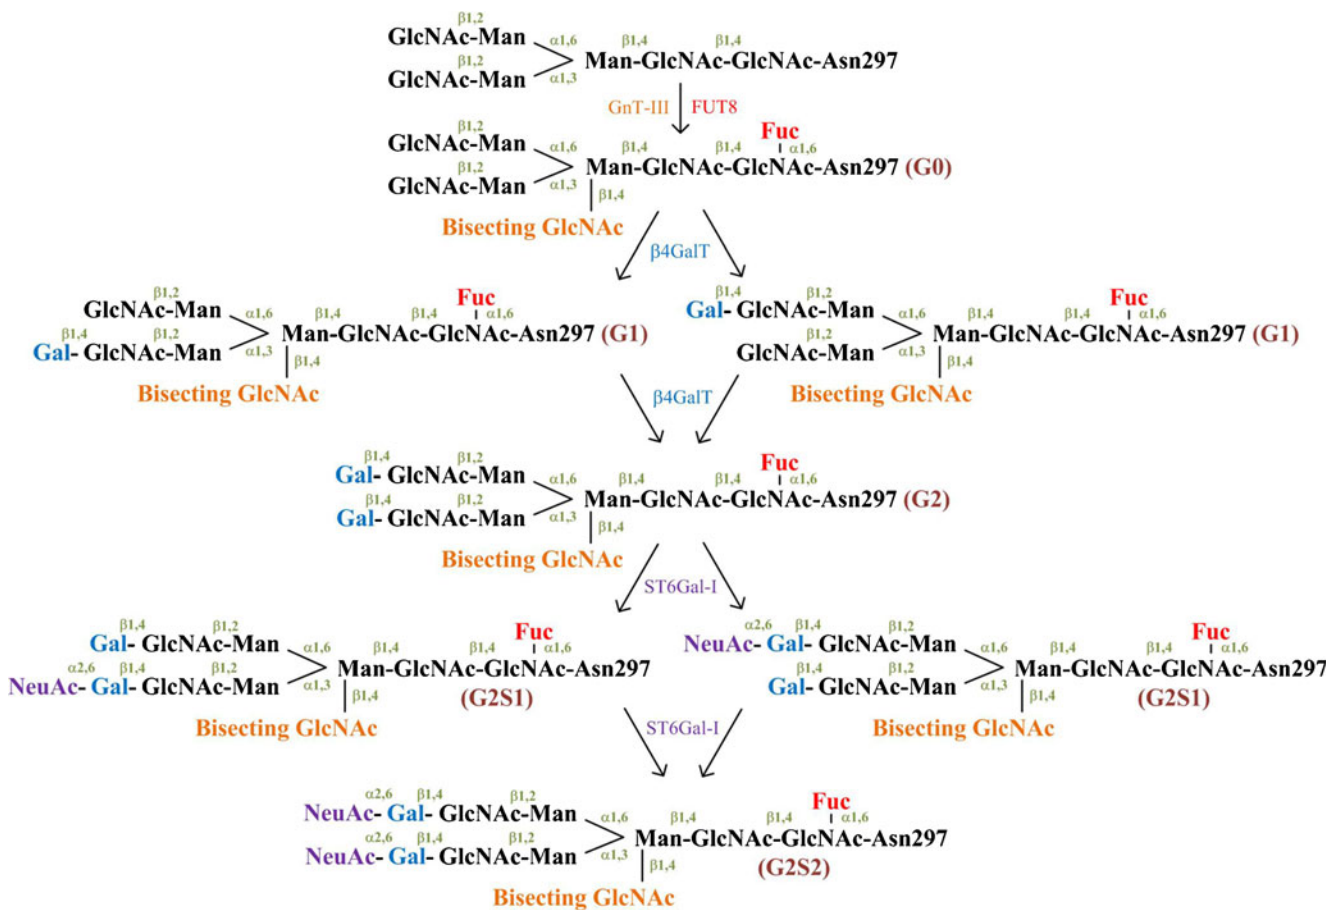 β1,2
GlcNAc-Man
α1,6 β1,4 β1,4
Man-GlcNAc-GlcNAc-Asn297
β1,2
GlcNAc-Man α1,3
GnT-III FUT8
Fuc
β1,2
GlcNAc-Man
α1,6 β1,4 β1,4 α1,6
Man-GlcNAc-GlcNAc-Asn297 (G0)
β1,2
GlcNAc-Man α1,3
β1,4
Bisecting GlcNAc
β4GalT
Fuc
β1,2
GlcNAc-Man
α1,6 β1,4 β1,4 α1,6
Man-GlcNAc-GlcNAc-Asn297 (G1)
β1,4 β1,2
Gal-GlcNAc-Man α1,3
β1,4
Bisecting GlcNAc
Fuc
β1,4 β1,2
Gal-GlcNAc-Man
α1,6 β1,4 β1,4 α1,6
Man-GlcNAc-GlcNAc-Asn297 (G1)
β1,2
GlcNAc-Man α1,3
β1,4
Bisecting GlcNAc
β4GalT
Fuc
β1,4 β1,2
Gal- GlcNAc-Man
α1,6 β1,4 β1,4 α1,6
Man-GlcNAc-GlcNAc-Asn297 (G2)
β1,4 β1,2
Gal- GlcNAc-Man α1,3
β1,4
Bisecting GlcNAc
ST6Gal-I
Fuc
β1,4 β1,2
Gal- GlcNAc-Man
α1,6 β1,4 β1,4 α1,6
Man-GlcNAc-GlcNAc-Asn297
α2,6 β1,4 β1,2
NeuAc- Gal-GlcNAc-Man α1,3
(G2S1)
β1,4
Bisecting GlcNAc
Fuc
α2,6 β1,4 β1,2
NeuAc- Gal- GlcNAc-Man
α1,6 β1,4 β1,4 α1,6
Man-GlcNAc-GlcNAc-Asn297
β1,4 β1,2
Gal- GlcNAc-Man α1,3
(G2S1)
β1,4
Bisecting GlcNAc
ST6Gal-I
Fuc
α2,6 β1,4 β1,2
NeuAc- Gal- GlcNAc-Man
α1,6 β1,4 β1,4 α1,6
Man-GlcNAc-GlcNAc-Asn297
α2,6 β1,4 β1,2
NeuAc- Gal- GlcNAc-Man α1,3
(G2S2)
β1,4
Bisecting GlcNAc